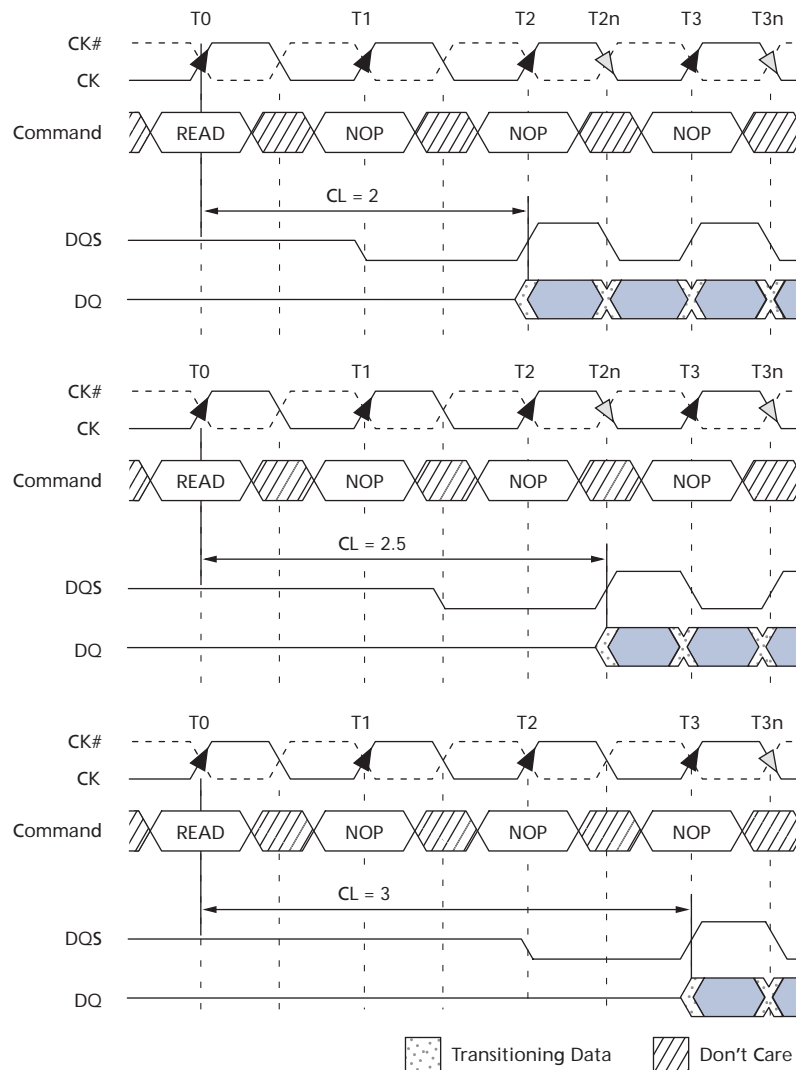 T0 T1 T2 T2n T3 T3n
CK#
CK
Command READ NOP NOP NOP
CL = 2
DQS
DQ
T0 T1 T2 T2n T3 T3n
CK#
CK
Command READ NOP NOP NOP
CL = 2.5
DQS
DQ
T0 T1 T2 T3 T3n
CK#
CK
Command READ NOP NOP NOP
CL = 3
DQS
DQ
Transitioning Data Don't Care